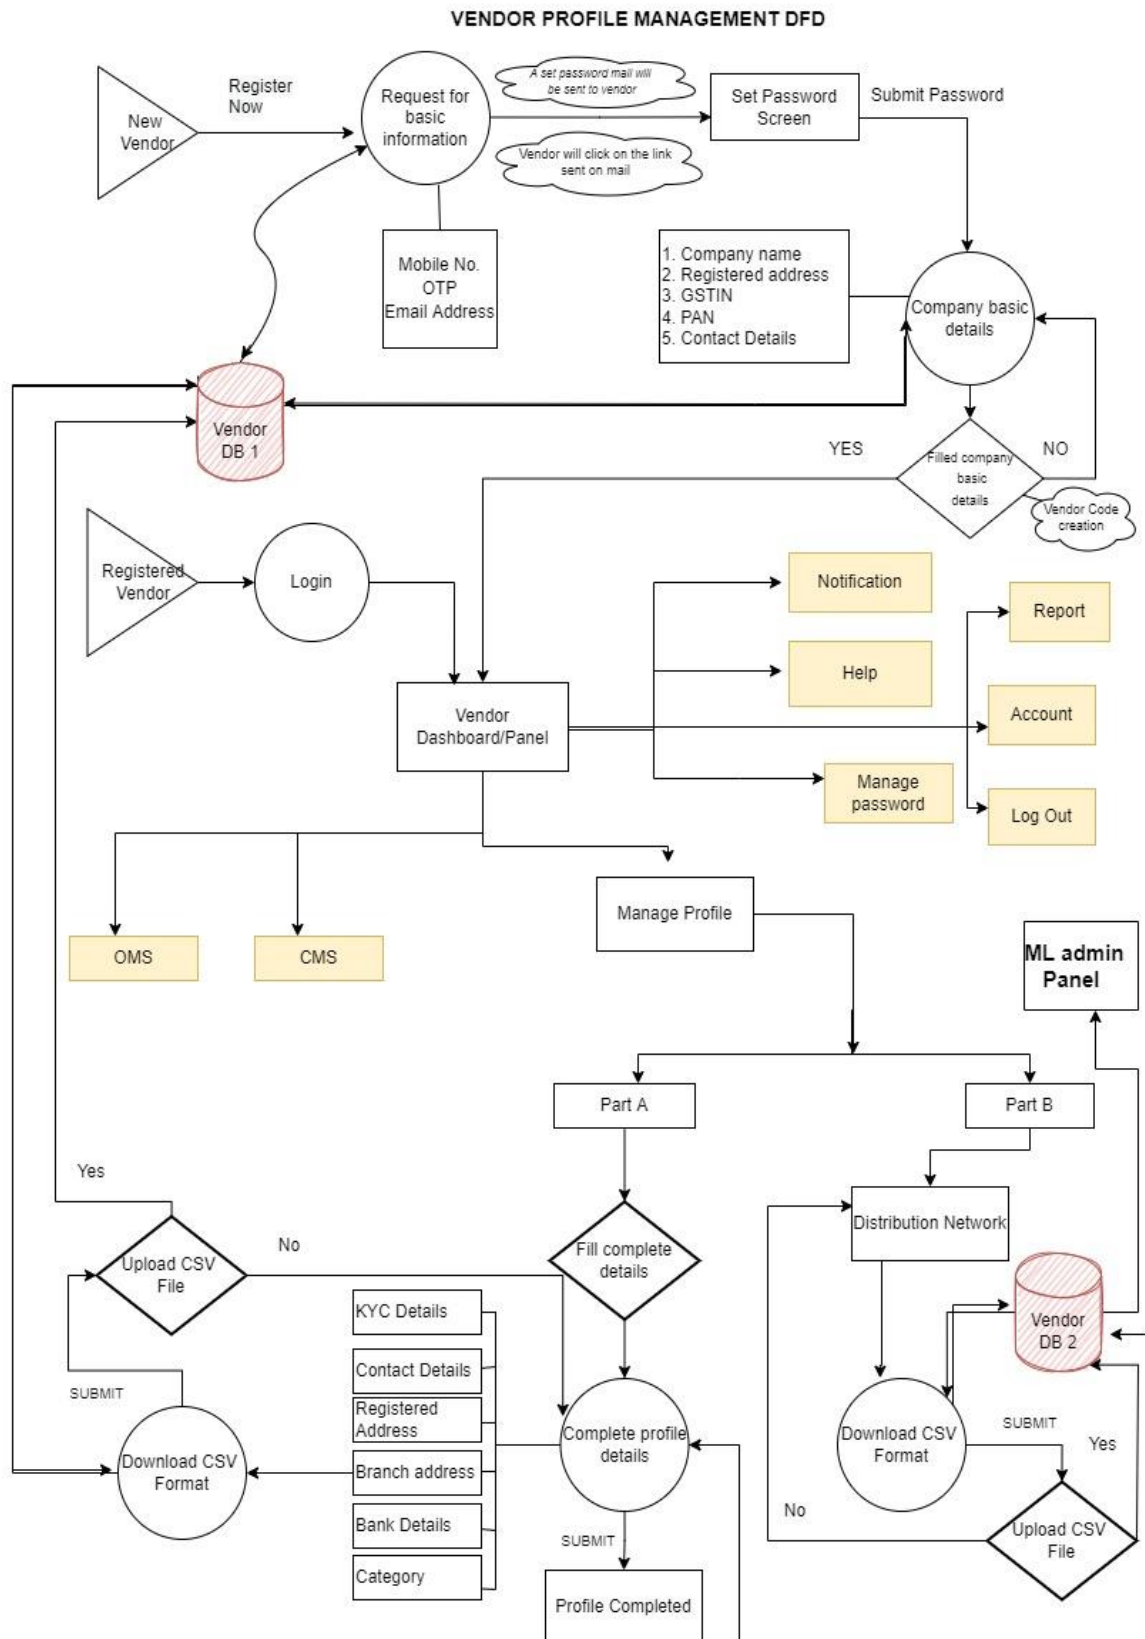 VENDOR PROFILE MANAGEMENT DFD
New
Vendor
Register
Now
Request for
basic
information
A set password mail will
be sent to vendor
Vendor will click on the link
sent on mail
Set Password
Screen
Submit Password
Mobile No.
OTP
Email Address
1. Company name
2. Registered address
3. GSTIN
4. PAN
5. Contact Details
Company basic
details
Vendor
DB 1
YES
Filled company
basic
details
NO
Vendor Code
creation
Registered
Vendor
Login
Notification
Report
Help
Vendor
Dashboard/Panel
Account
Manage
password
Log Out
Manage Profile
OMS
CMS
ML admin
Panel
Part A
Part B
Yes
Distribution Network
Upload CSV
File
No
Fill complete
details
KYC Details
Contact Details
Registered
Address
Branch address
Bank Details
Category
Vendor
DB 2
SUBMIT
Download CSV
Format
Complete profile
details
Download CSV
Format
SUBMIT
Yes
No
Upload CSV
File
SUBMIT
Profile Completed